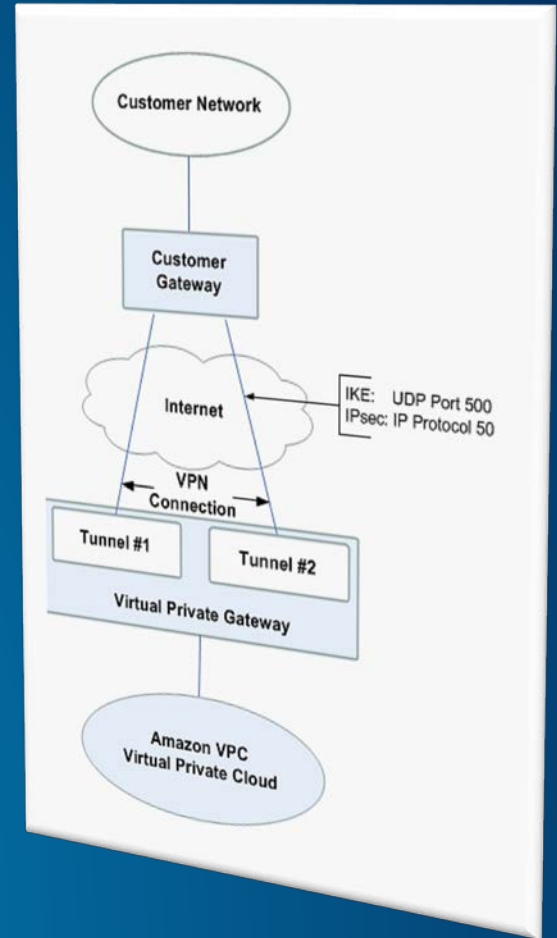 Customer Network
Customer
Gateway
Internet
IKE: UDP Port 500
IPsec: IP Protocol 50
VPN
Connection
Tunnel #1
Tunnel #2
Virtual Private Gateway
Amazon VPC
Virtual Private Cloud